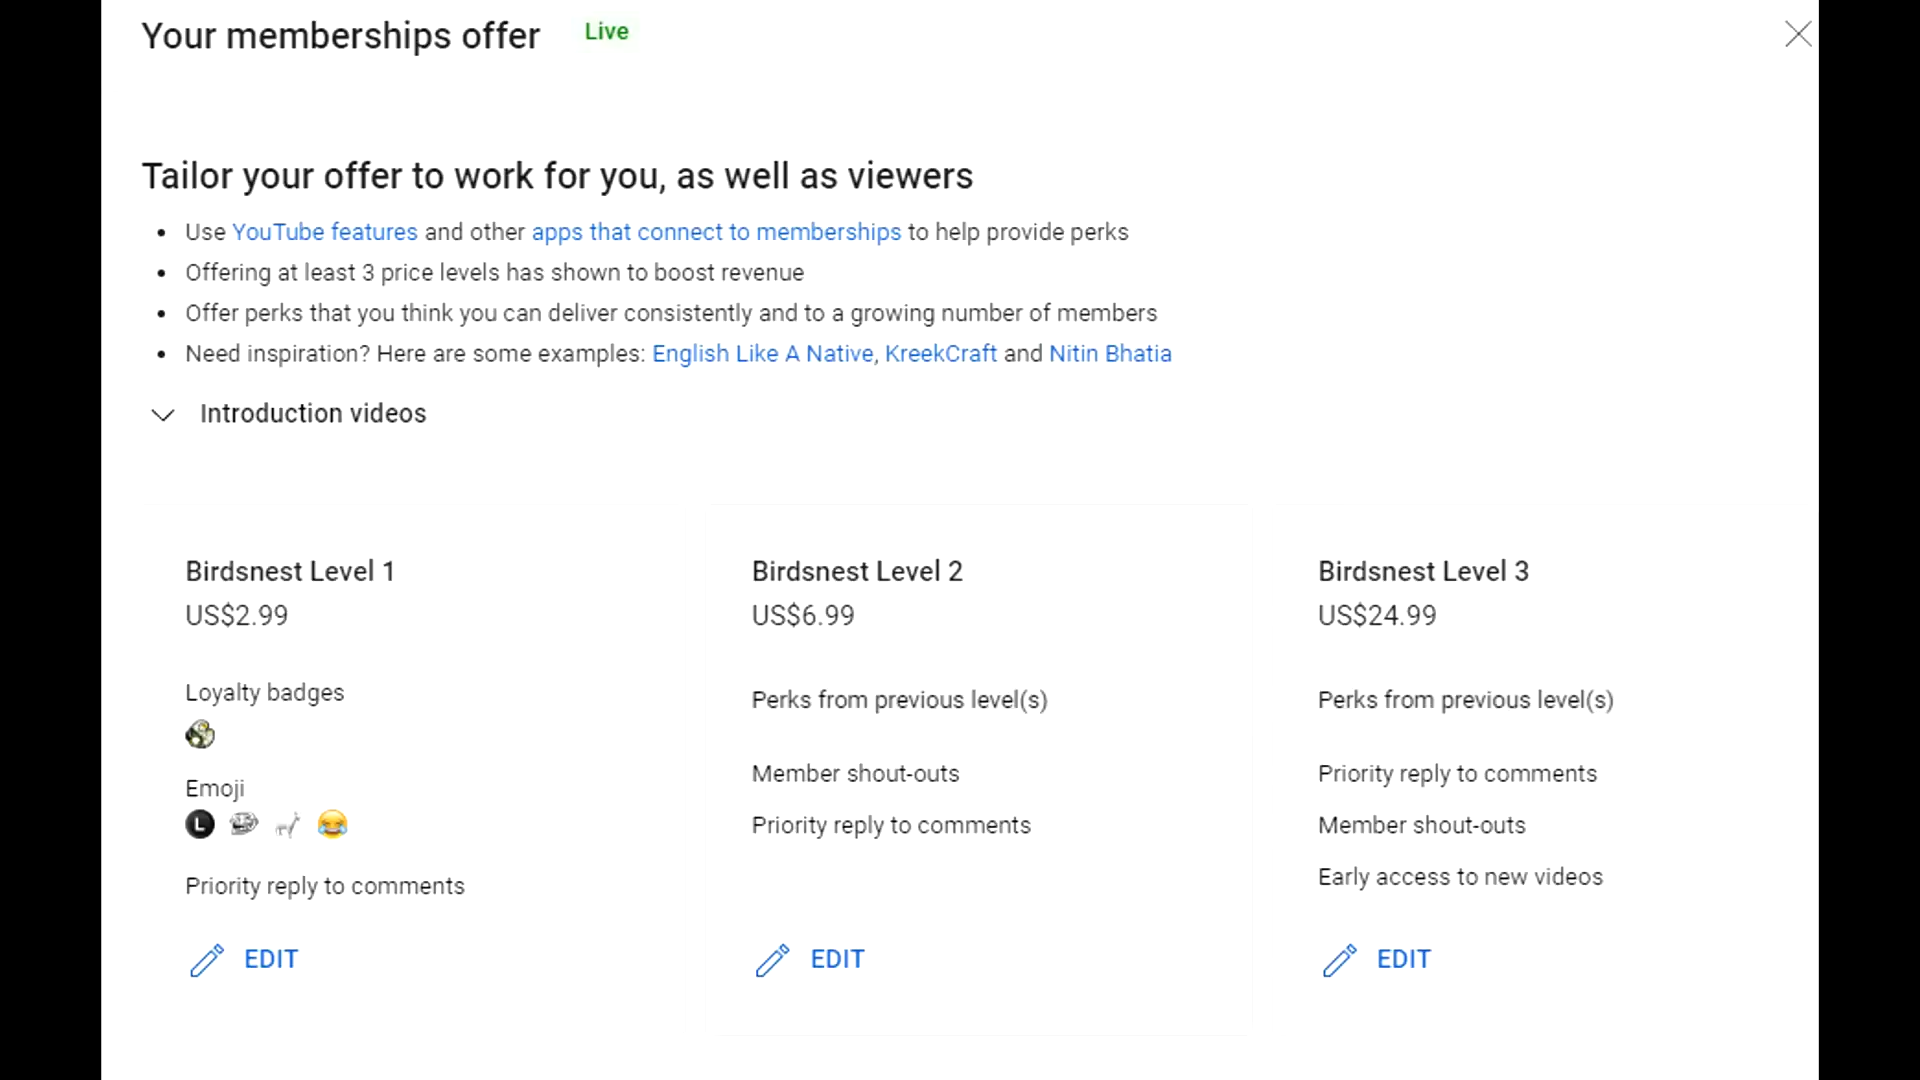 Your memberships offer
Live
Tailor your offer to work for you, as well as viewers
• Use YouTube features and other apps that connect to memberships to help provide perks
• Offering at least 3 price levels has shown to boost revenue
• Offer perks that you think you can deliver consistently and to a growing number of members
• Need inspiration? Here are some examples: English Like A Native, KreekCraft and Nitin Bhatia
Introduction videos
Birdsnest Level 1
US$2.99
Loyalty badges
Emoji
L
Priority reply to comments
EDIT
Birdsnest Level 2
US$6.99
Perks from previous level(s)
Member shout-outs
Priority reply to comments
EDIT
Birdsnest Level 3
US$24.99
Perks from previous level(s)
Priority reply to comments
Member shout-outs
Early access to new videos
EDIT